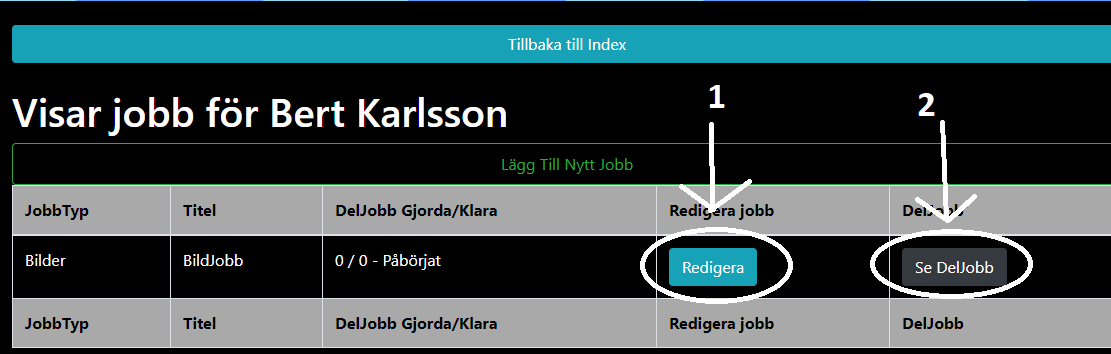 Tillbaka till Index
1
2
Visar jobb för Bert Karlsson
Lägg Till Nytt Jobb
JobbTyp Titel DelJobb Gjorda/Klara Redigera jobb DelJobb
Bilder BildJobb 0 / 0 - Påbörjat Redigera Se DelJobb
JobbTyp Titel DelJobb Gjorda/Klara Redigera jobb DelJobb